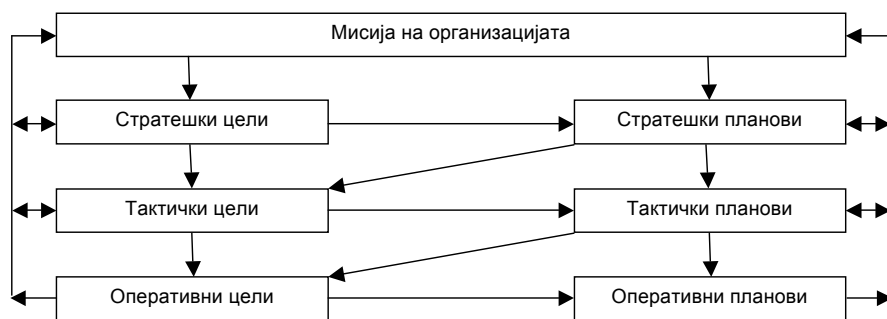 Мисија на организацијата
Стратешки цели
Стратешки планови
Тактички цели
Тактички планови
Оперативни цели
Оперативни планови